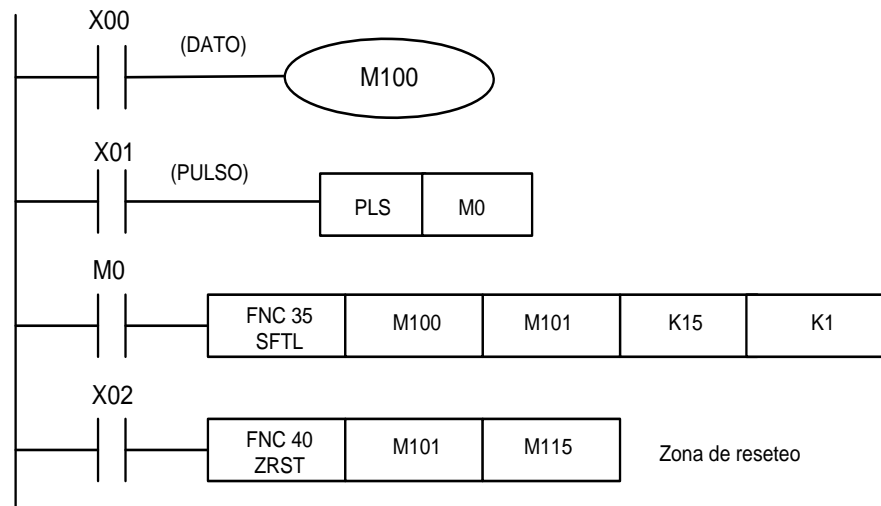 X00
(DATO)
M100
X01
(PULSO)
PLS M0
M0
FNC 35
SFTL
M100 M101 K15 K1
X02
FNC 40
ZRST
M101 M115
Zona de reseteo